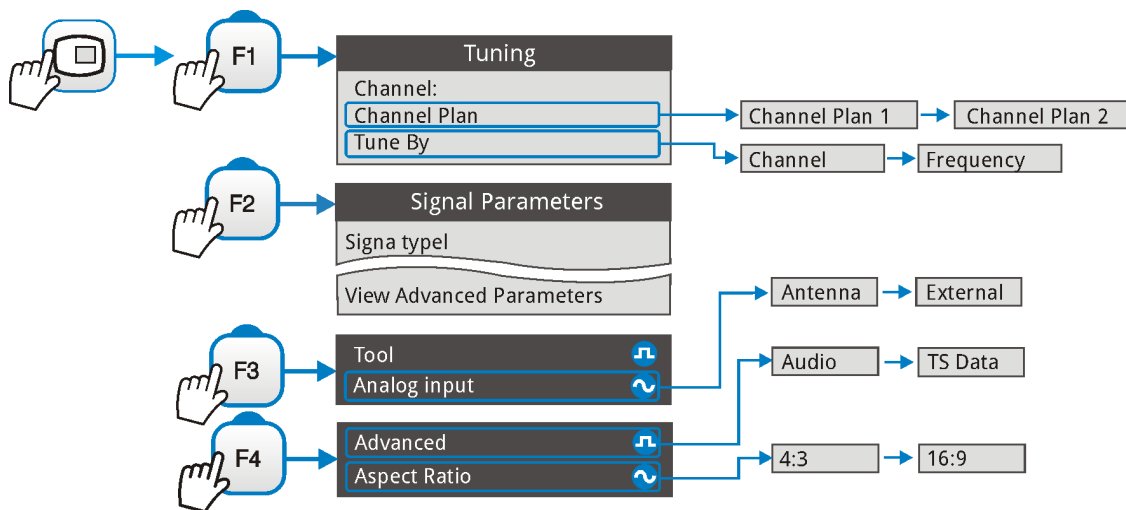 F1
Tuning
Channel:
Channel Plan
Channel Plan 1
Channel Plan 2
Tune By
Channel
Frequency
F2
Signal Parameters
Signa typel
View Advanced Parameters
Antenna
External
F3
Tool
Analog input
Audio
TS Data
F4
Advanced
Aspect Ratio
4:3
16:9